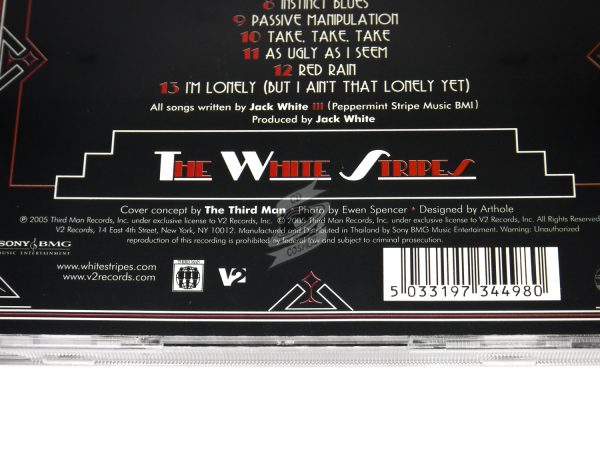 8 INSTINCT BLUES
9 PASSIVE MANIPULATION
10 TAKE, TAKE, TAKE
11 AS UGLY AS I SEEM
12 RED RAIN
13 I'M LONELY (BUT I AIN'T THAT LONELY YET)
All songs written by Jack White III (Peppermint Stripe Music BMI)
Produced by Jack White
THE WHITE STRIPES
Cover concept by The Third Man * Photo by Ewen Spencer * Designed by Arthole
℗ 2005 Third Man Records, Inc. under exclusive license to V2 Records, Inc. © 2005 Third Man Records, Inc. under exclusive license to V2 Records, Inc. All Rights Reserved
V2 Records, 14 East 4th Street, New York, NY 10012. Manufactured and Distributed in Thailand by Sony BMG Music Entertainment. Warning: Unauthorized
reproduction of this recording is prohibited by federal law and subject to criminal prosecution.
SONY BMG
MUSIC ENTERTAINMENT
www.whitestripes.com
www.v2records.com
THIRD MAN
V2
5 033197 344980